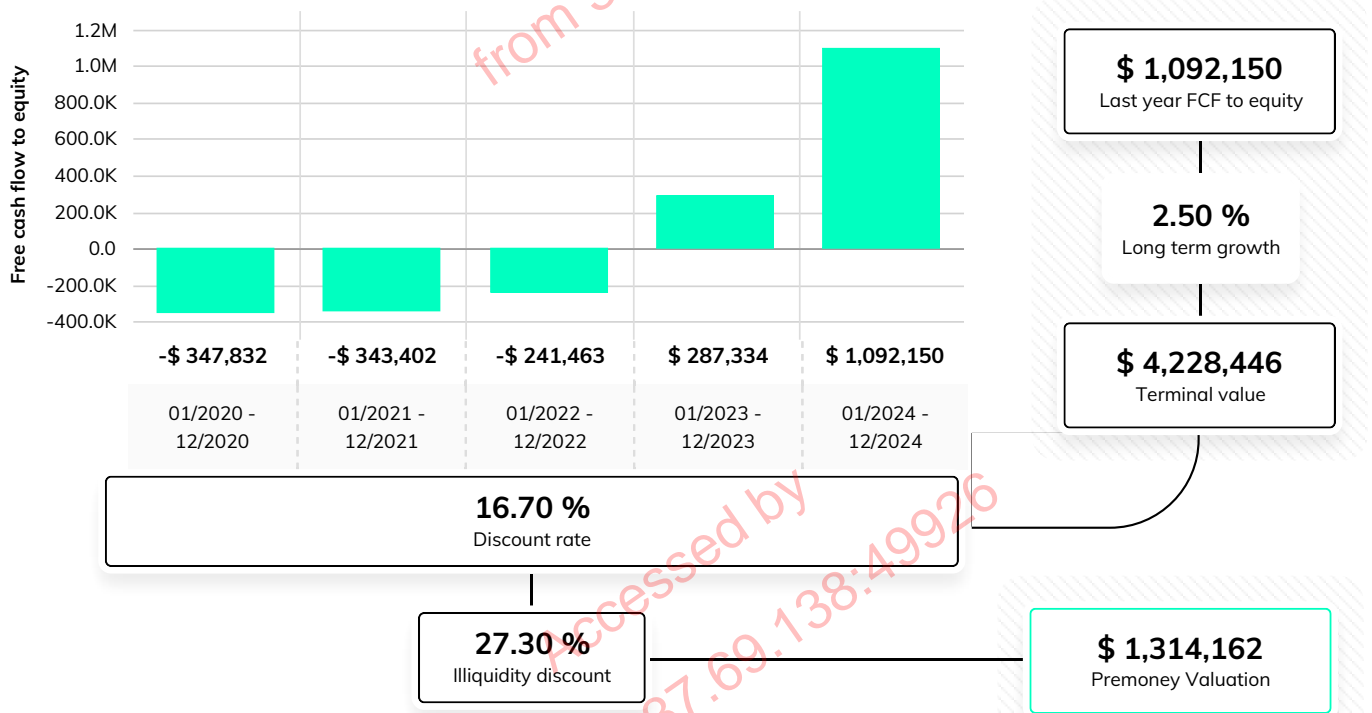 from
Free cash flow to equity
1.2M
1.0M
800.0K
600.0K
400.0K
200.0K
0.0
-200.0K
-400.0K
-$ 347,832
-$ 343,402
-$ 241,463
$ 287,334
$ 1,092,150
01/2020 -
12/2020
01/2021 -
12/2021
01/2022 -
12/2022
01/2023 -
12/2023
01/2024 -
12/2024
16.70 %
Discount rate
27.30 %
Illiquidity discount
$ 1,092,150
Last year FCF to equity
2.50 %
Long term growth
$ 4,228,446
Terminal value
$ 1,314,162
Premoney Valuation
Accessed by
37.69.138:49926